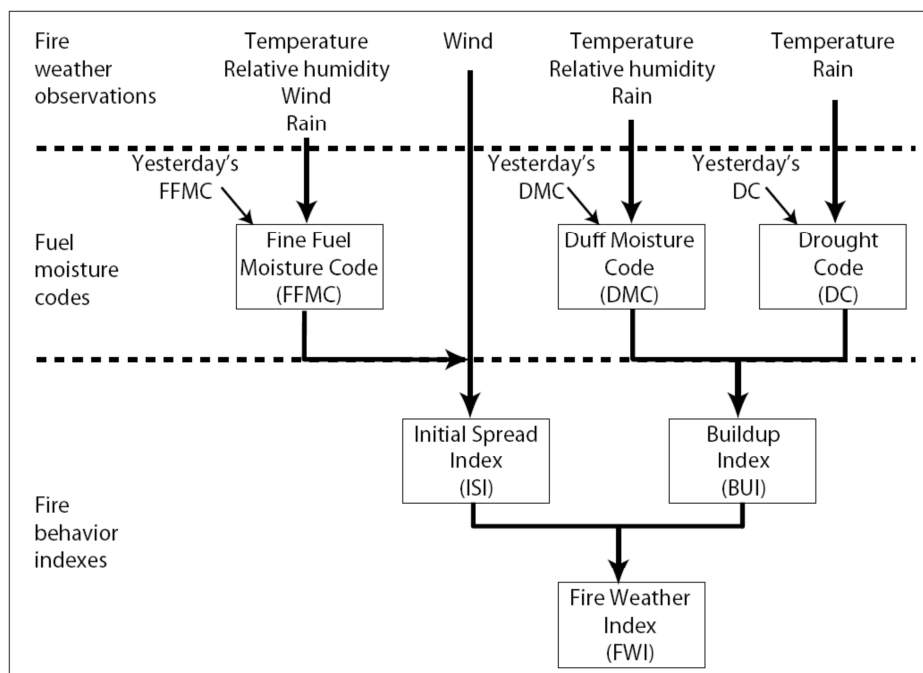 Fire
weather
observations
Temperature
Relative humidity
Wind
Rain
Wind
Temperature
Relative humidity
Rain
Temperature
Rain
Fuel
moisture
codes
Yesterday's
FFMC
Fine Fuel
Moisture Code
(FFMC)
Yesterday's
DMC
Duff Moisture
Code
(DMC)
Yesterday's
DC
Drought
Code
(DC)
Fire
behavior
indexes
Initial Spread
Index
(ISI)
Buildup
Index
(BUI)
Fire Weather
Index
(FWI)